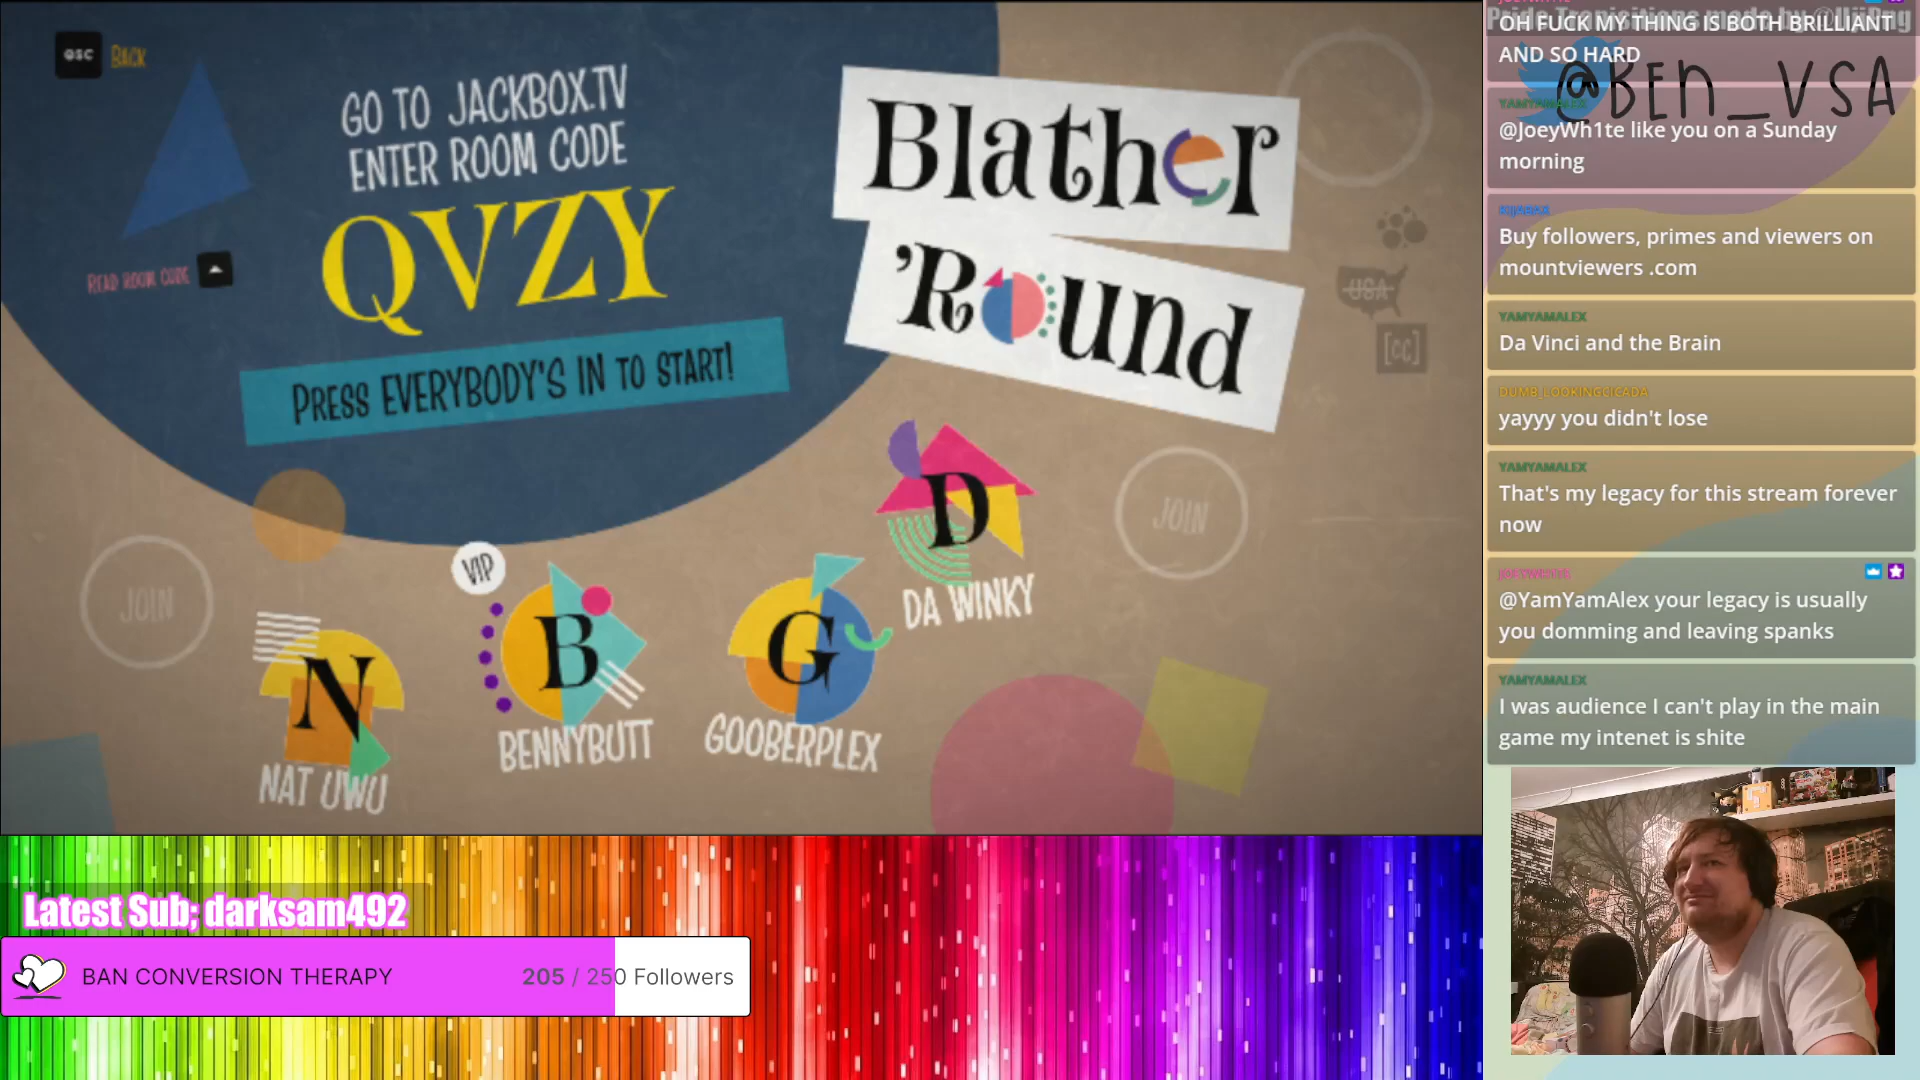 esc BACK
GO TO JACKBOX.TV
ENTER ROOM CODE
QVZY
READ ROOM CODE
PRESS EVERYBODY'S IN TO START!
Blather
'Round
USA
[CC]
JOIN
JOIN
VIP
N
NAT UWU
B
BENNYBUTT
G
GOOBERPLEX
D
DA WINKY
Latest Sub; darksam492
BAN CONVERSION THERAPY 205 / 250 Followers
@BEN_VSA
OH FUCK MY THING IS BOTH BRILLIANT
AND SO HARD
YAMYAMALEX
@JoeyWh1te like you on a Sunday
morning
Buy followers, primes and viewers on
mountviewers .com
YAMYAMALEX
Da Vinci and the Brain
DUMB_LOOKINGCICADA
yayyy you didn't lose
YAMYAMALEX
That's my legacy for this stream forever
now
JOEYWH1TE
@YamYamAlex your legacy is usually
you domming and leaving spanks
YAMYAMALEX
I was audience I can't play in the main
game my intenet is shite